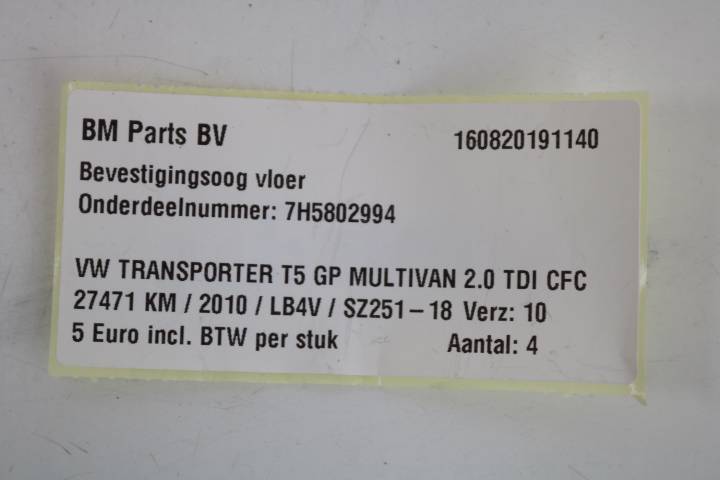 BM Parts BV 160820191140
Bevestigingsoog vloer
Onderdeelnummer: 7H5802994
VW TRANSPORTER T5 GP MULTIVAN 2.0 TDI CFC
27471 KM / 2010 / LB4V / SZ251-18 Verz: 10
5 Euro incl. BTW per stuk Aantal: 4